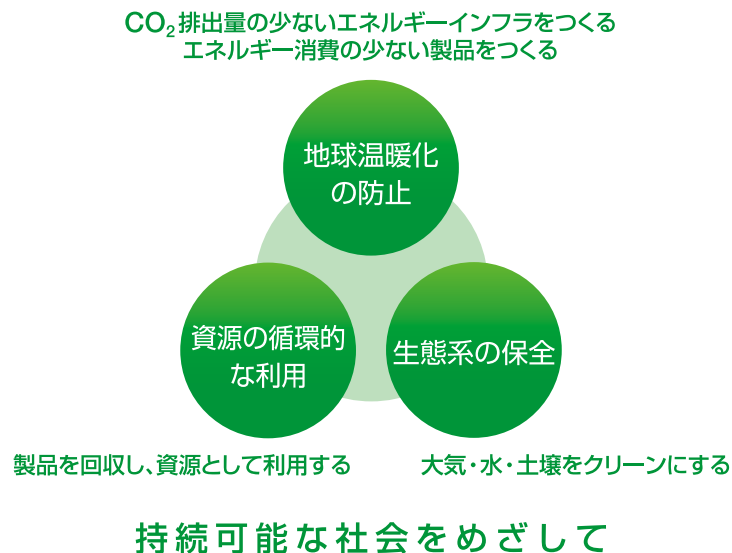 CO₂排出量の少ないエネルギーインフラをつくる
エネルギー消費の少ない製品をつくる
地球温暖化
の防止
資源の循環的
な利用
生態系の保全
製品を回収し、資源として利用する
大気・水・土壌をクリーンにする
持続可能な社会をめざして